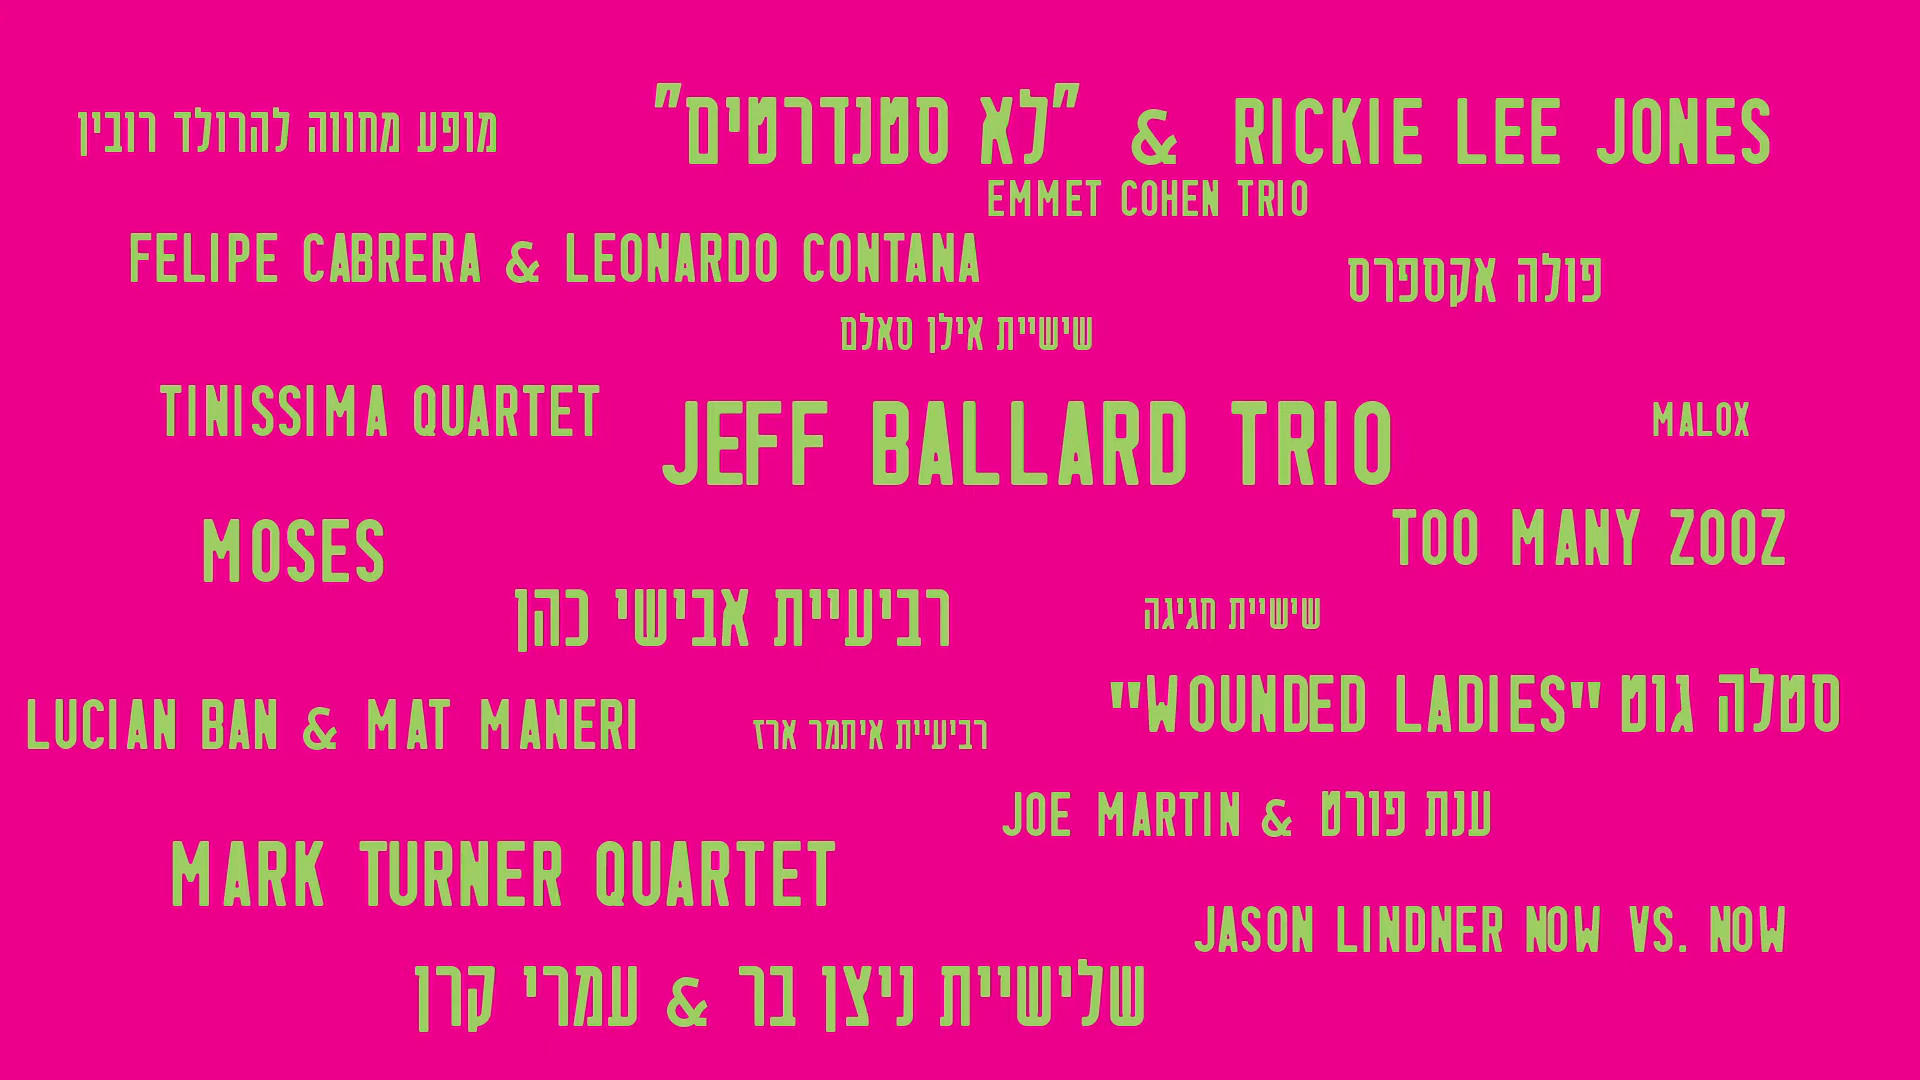 מופע מחווה להרולד רובין
"לא סטנדרטים" & RICKIE LEE JONES
EMMET COHEN TRIO
FELIPE CABRERA & LEONARDO CONTANA
פולה אקספרס
שישיית אילן סאלם
TINISSIMA QUARTET
JEFF BALLARD TRIO
MALOX
MOSES
TOO MANY ZOOZ
רביעיית אבישי כהן
שישיית חגיגה
סטלה גוט "WOUNDED LADIES"
LUCIAN BAN & MAT MANERI
רביעיית איתמר ארז
ענת פורט & JOE MARTIN
MARK TURNER QUARTET
JASON LINDNER NOW VS. NOW
שלישיית ניצן בר & עמרי קרן